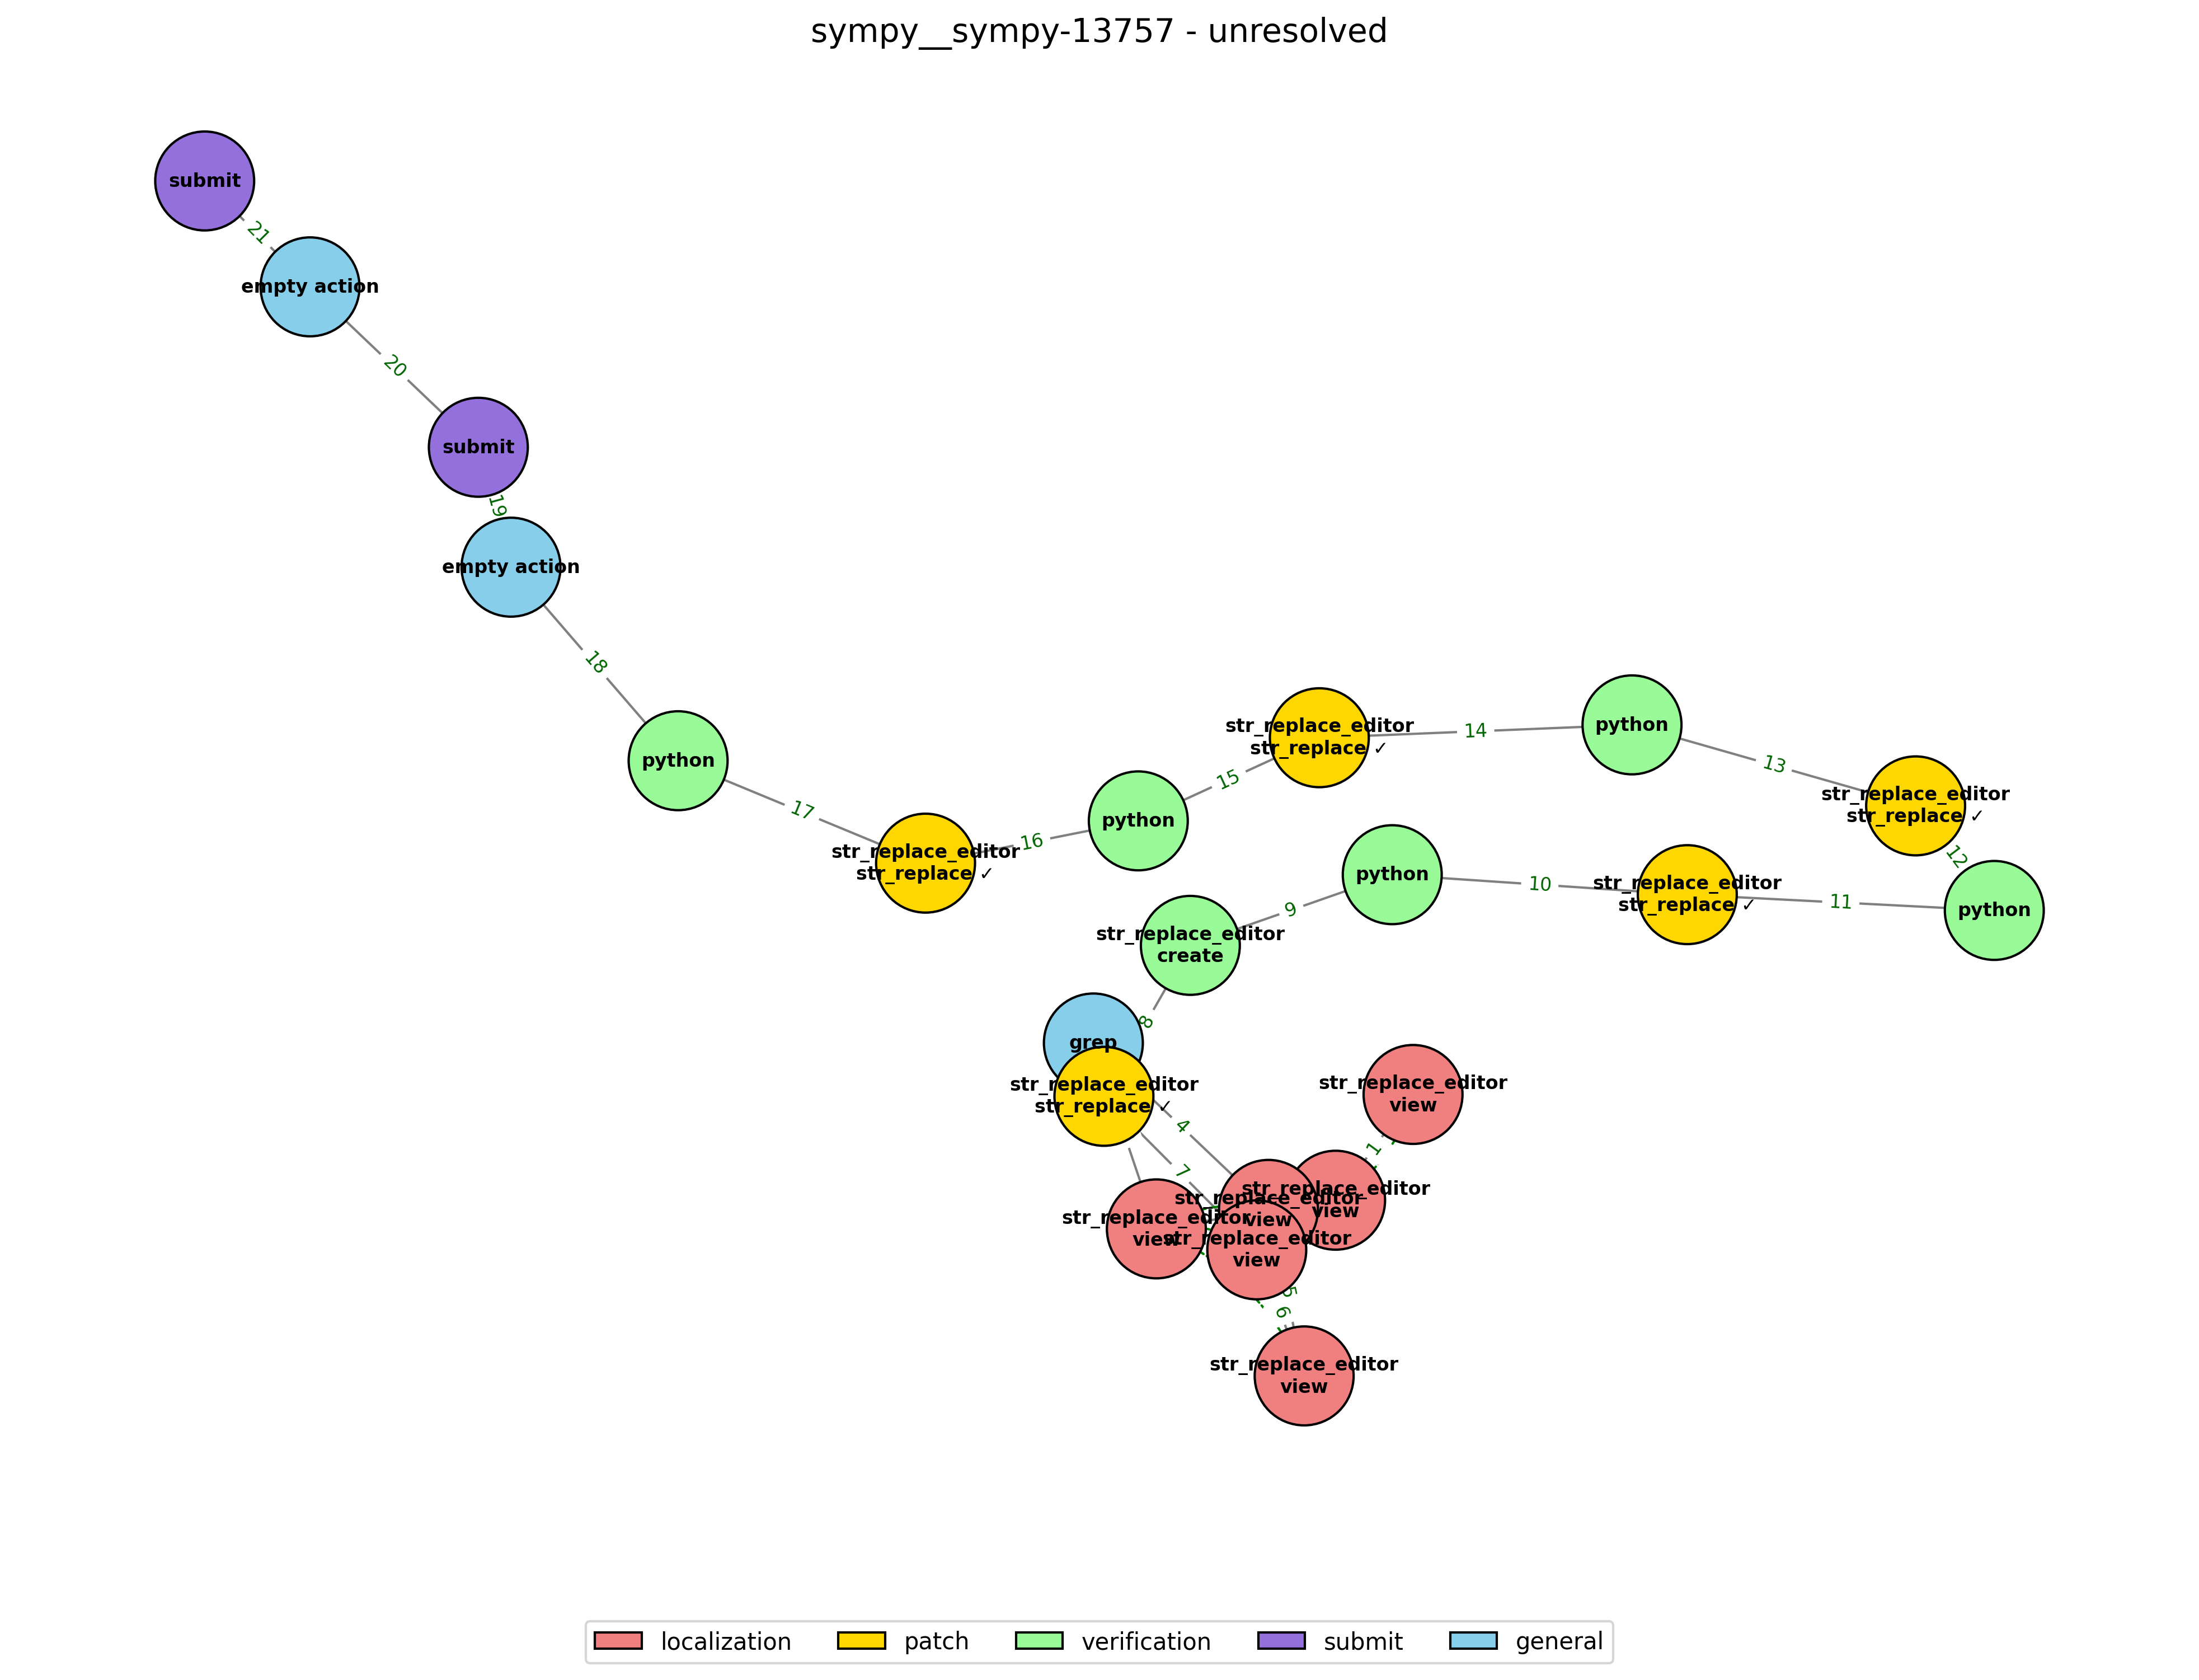 sympy__sympy-13757 - unresolved
submit
21
empty action
20
submit
19
empty action
18
python
17
str_replace_editor
str_replace ✓
16
python
15
str_replace_editor
str_replace ✓
14
python
13
str_replace_editor
str_replace ✓
12
python
11
str_replace_editor
str_replace ✓
10
python
9
str_replace_editor
create
8
grep
str_replace_editor
str_replace ✓
4
7
str_replace_editor
view
1
str_replace_editor
view
str_replace_editor
view
str_replace_editor
view
str_replace_editor
view
5
6
str_replace_editor
view
localization
patch
verification
submit
general